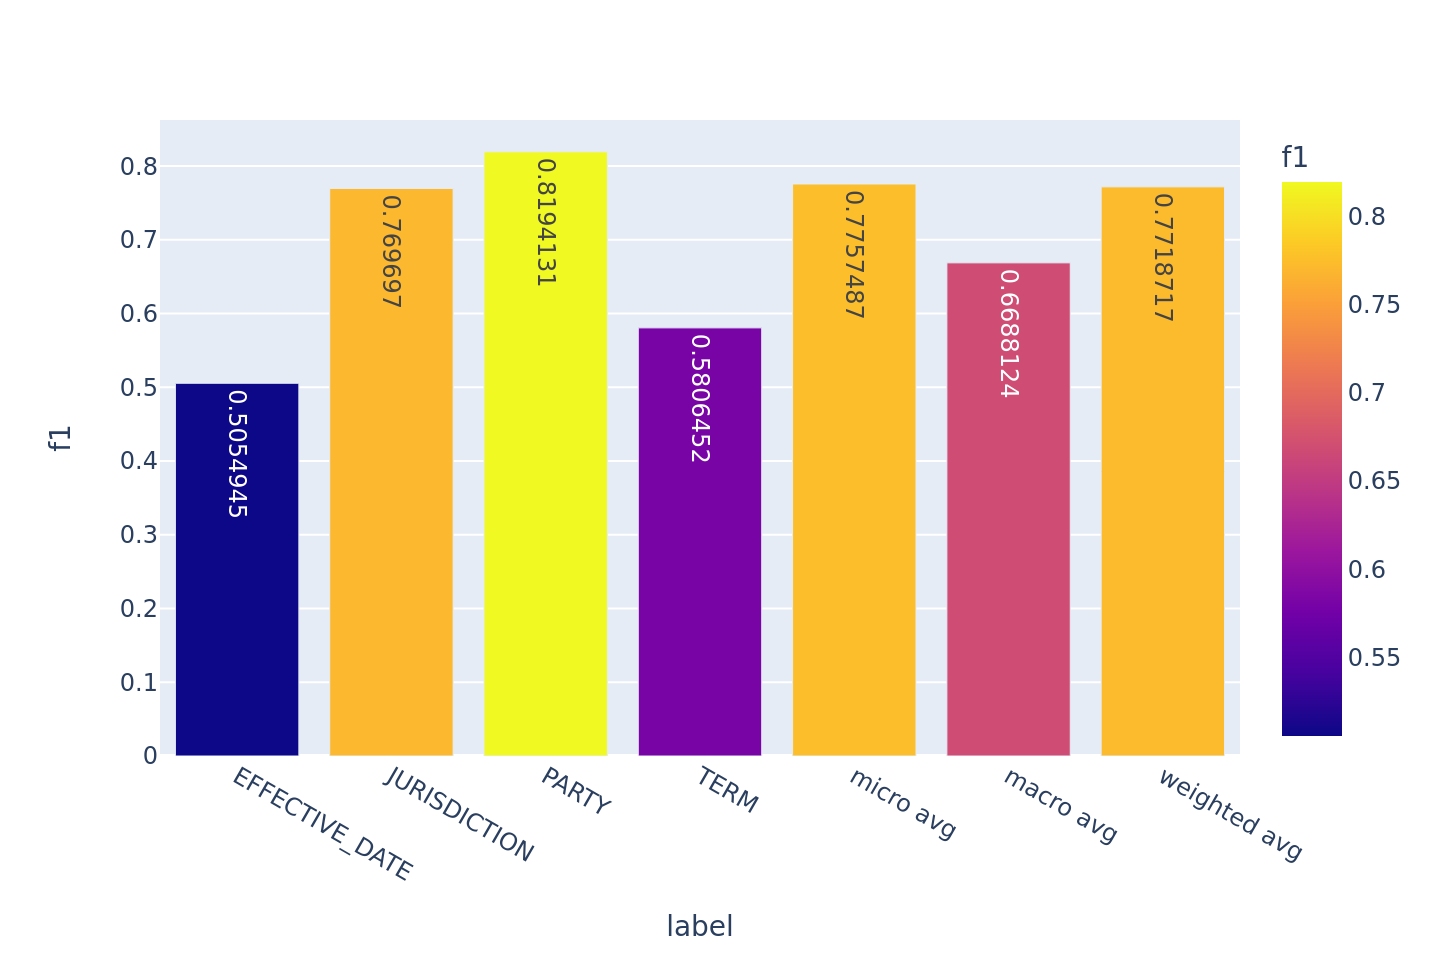 f1
0.8
0.7
0.6
0.5
0.4
0.3
0.2
0.1
0
0.5054945
0.769697
0.8194131
0.5806452
0.7757487
0.6688124
0.7718717
EFFECTIVE_DATE
JURISDICTION
PARTY
TERM
micro avg
macro avg
weighted avg
label
f1
0.8
0.75
0.7
0.65
0.6
0.55